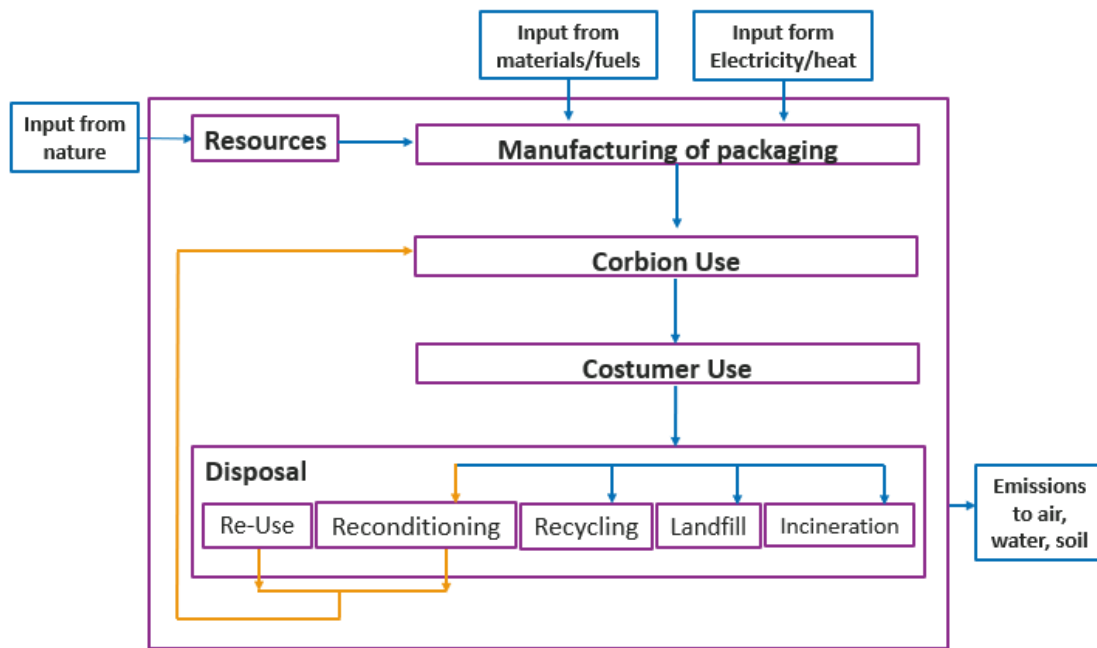 Input from
materials/fuels
Input form
Electricity/heat
Input from
nature
Resources
Manufacturing of packaging
Corbion Use
Costumer Use
Disposal
Re-Use
Reconditioning
Recycling
Landfill
Incineration
Emissions
to air,
water, soil